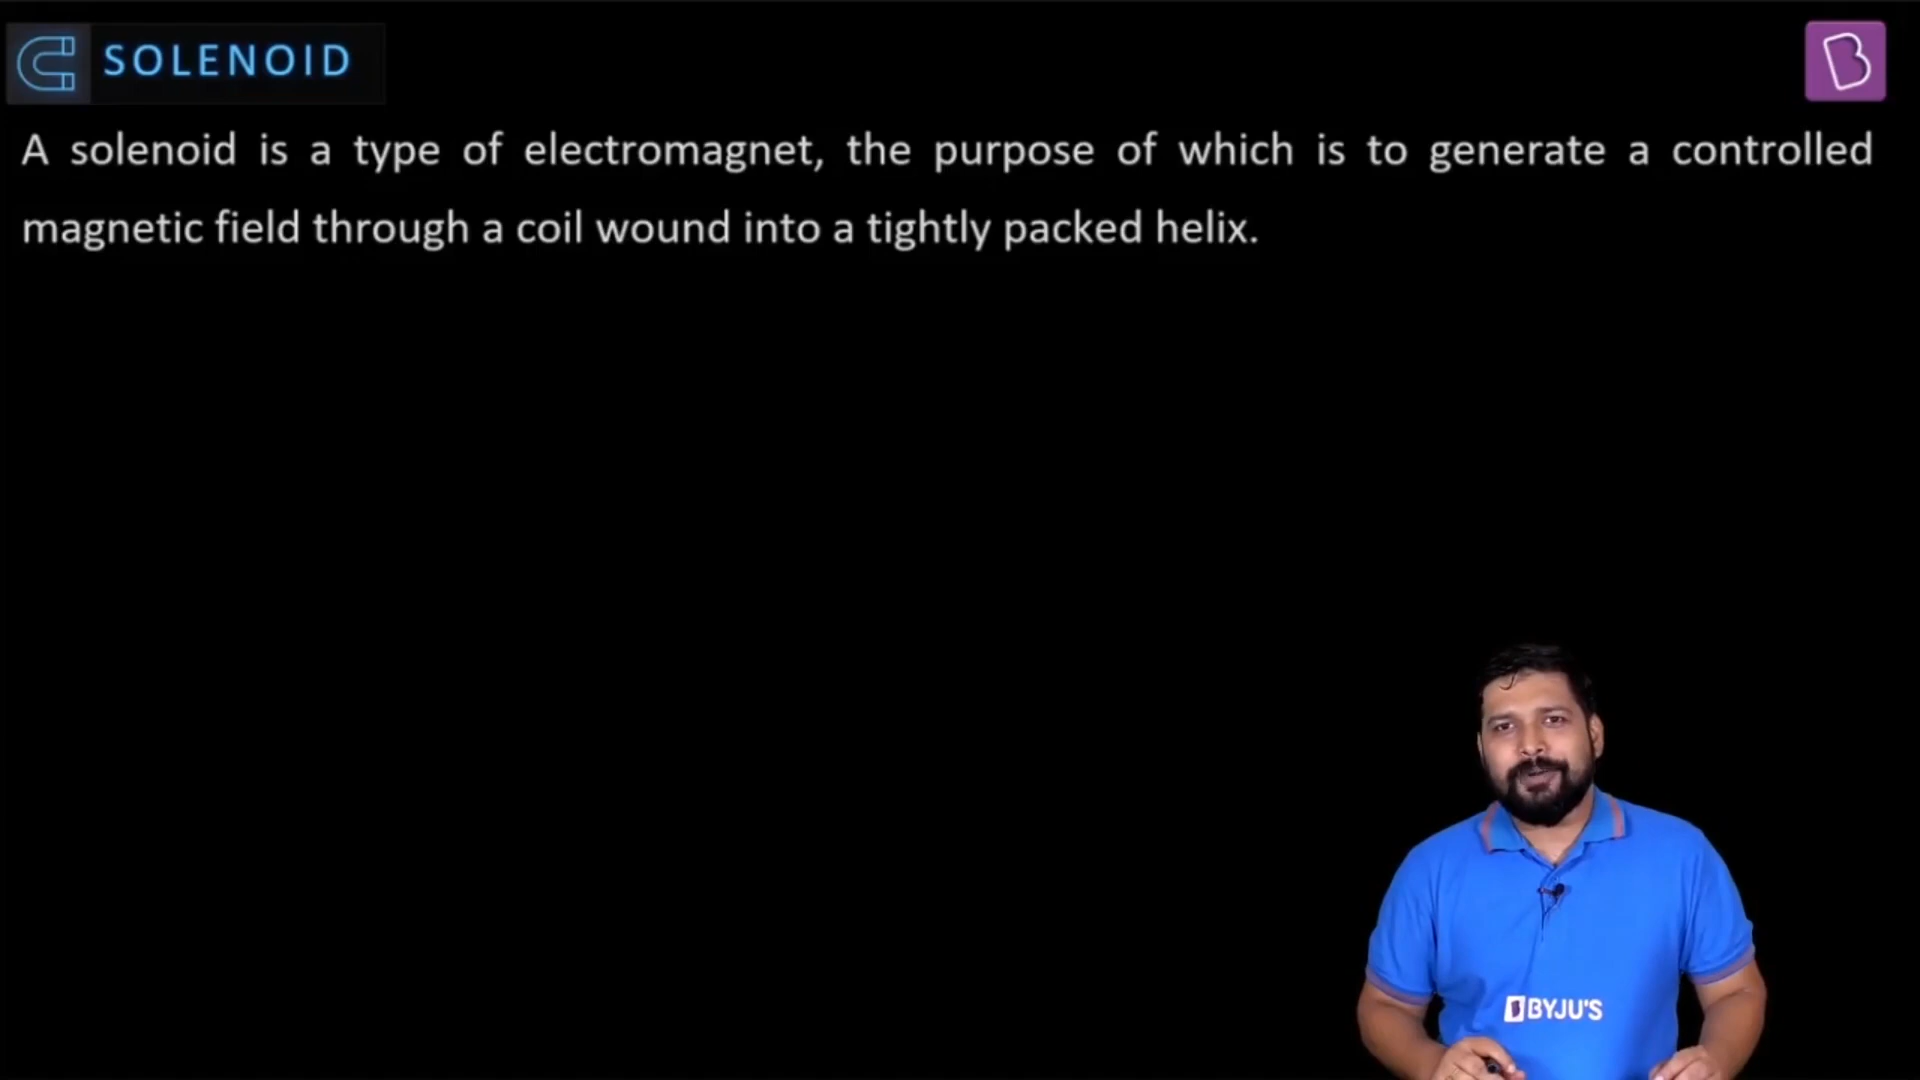 SOLENOID
A solenoid is a type of electromagnet, the purpose of which is to generate a controlled
magnetic field through a coil wound into a tightly packed helix.
BYJU'S